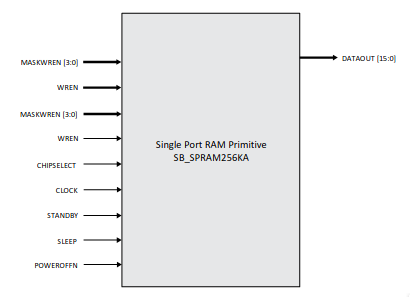 MASKWREN [3:0]
WREN
MASKWREN [3:0]
WREN
CHIPSELECT
CLOCK
STANDBY
SLEEP
POWEROFFN
Single Port RAM Primitive
SB_SPRAM256KA
DATAOUT [15:0]